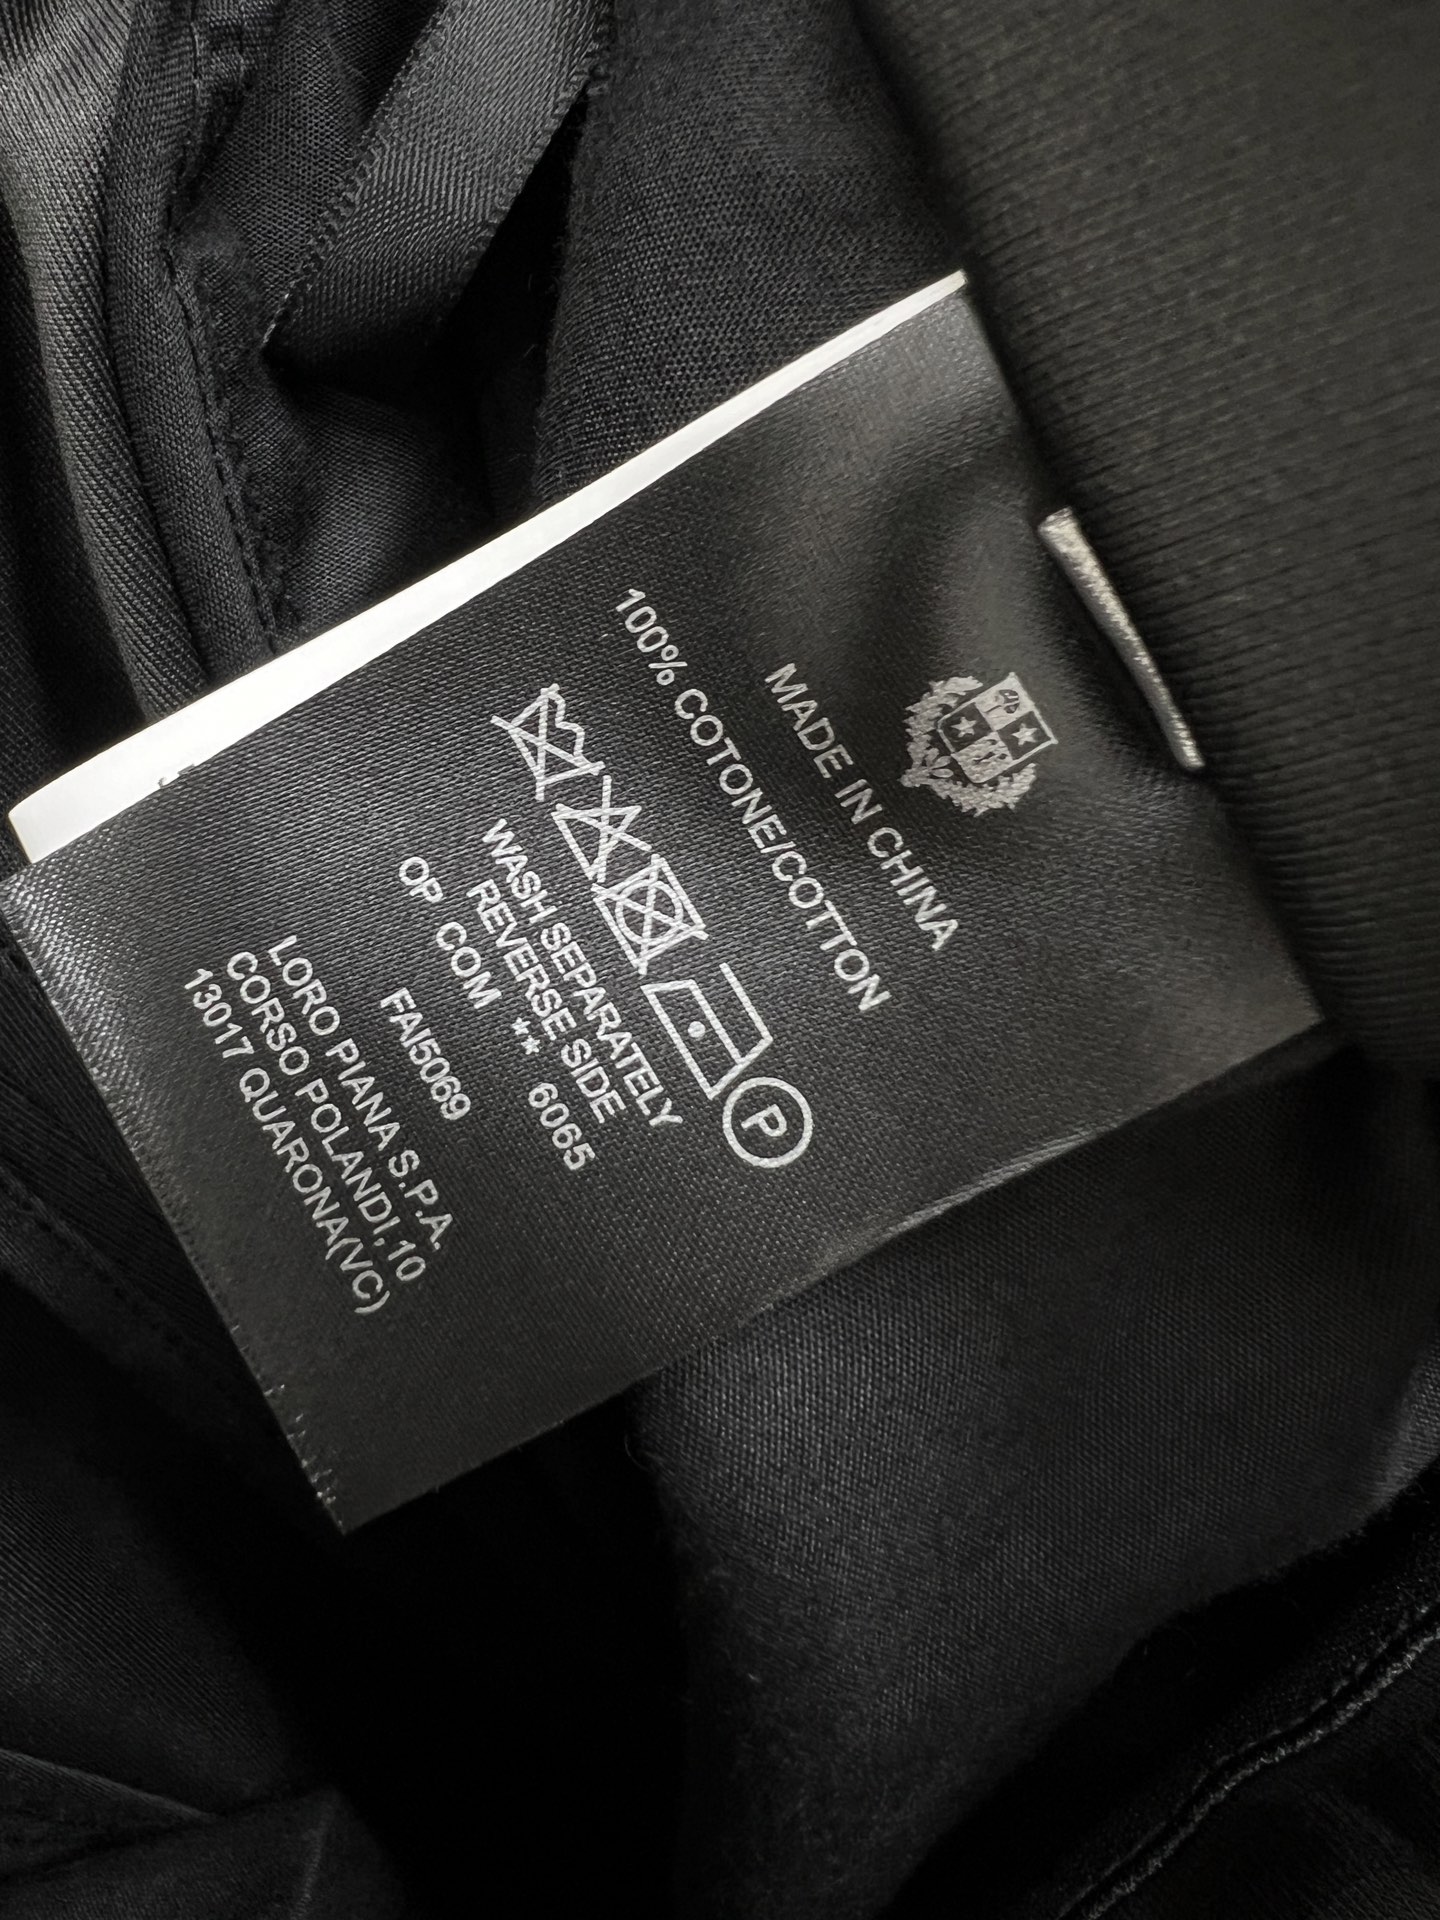 MADE IN CHINA
100% COTONE/COTTON
P
WASH SEPARATELY
REVERSE SIDE
OP COM ** 6065
FAI5069
LORO PIANA S.P.A.
CORSO POLANDI,10
13017 QUARONA(VC)